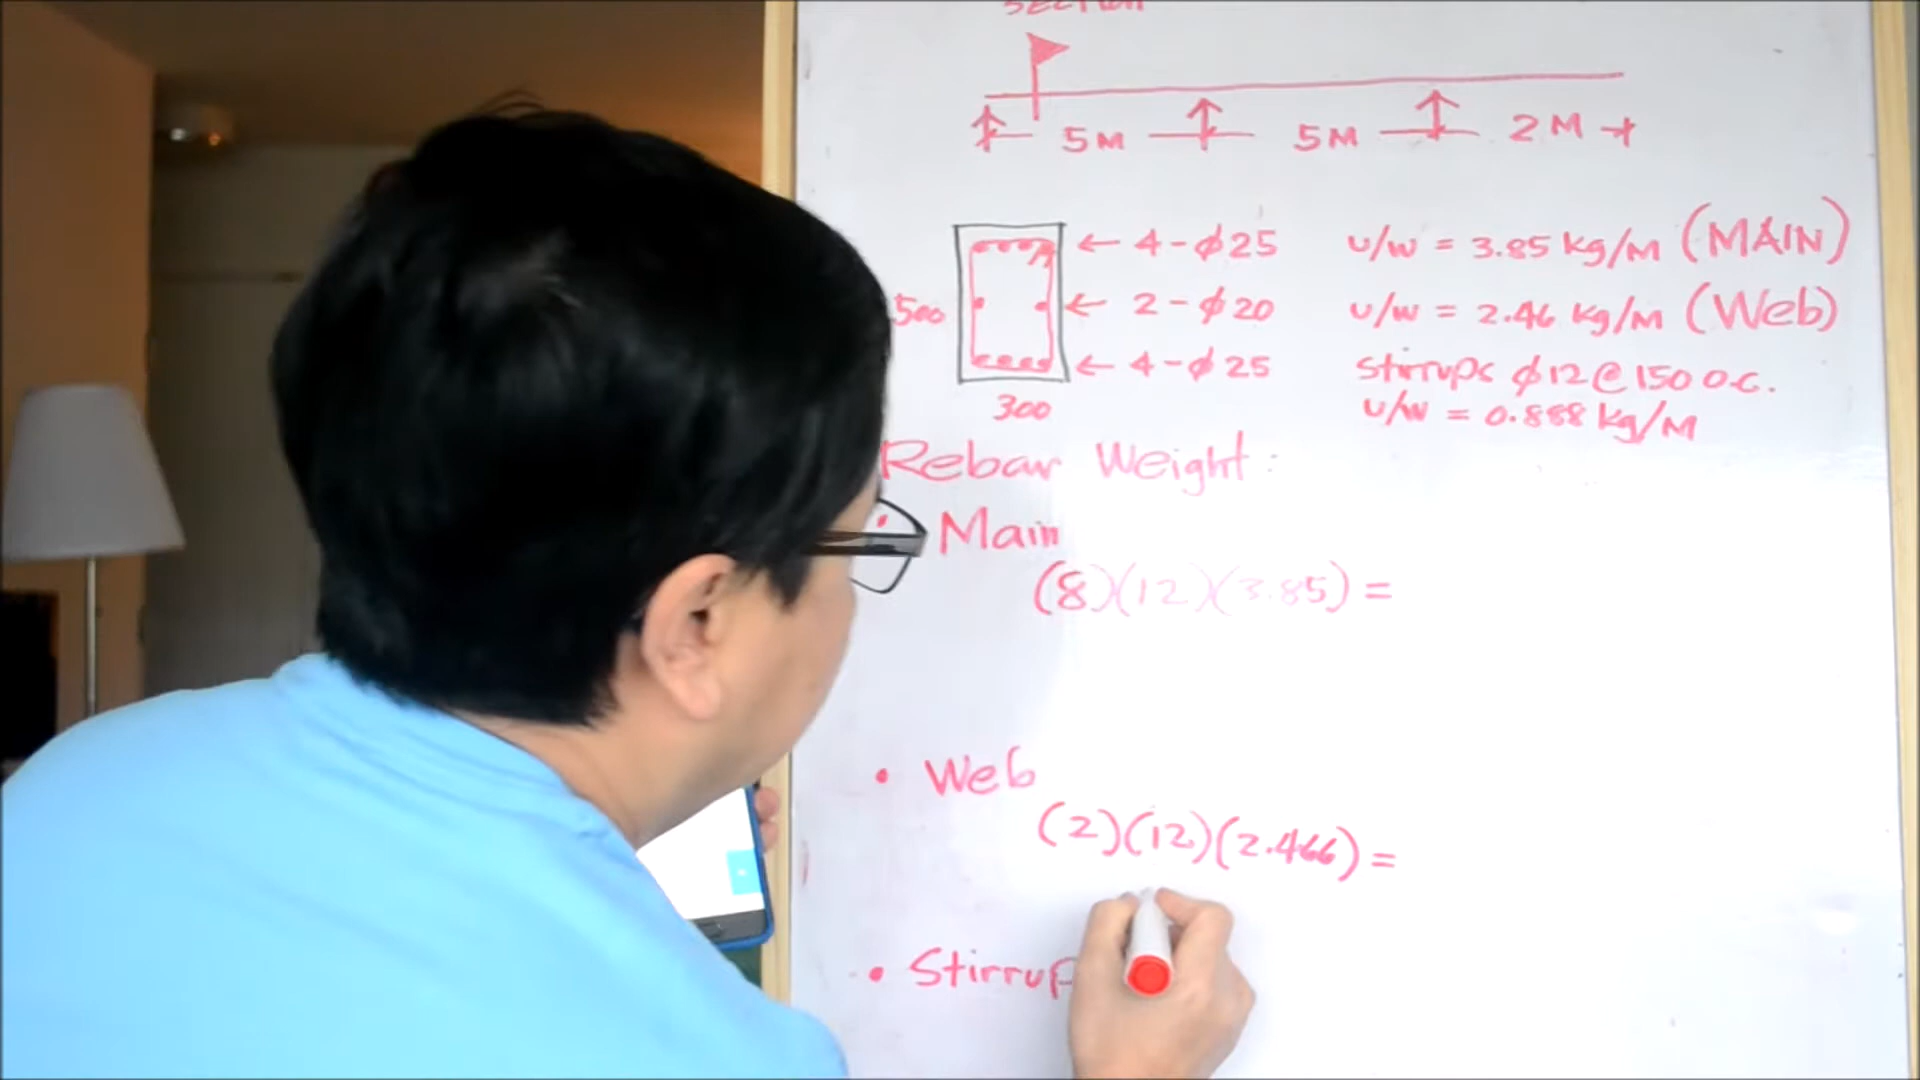 section
5M 5M 2M
← 4-ϕ25 u/w = 3.85 kg/M (MAIN)
500 ← 2-ϕ20 u/w = 2.46 kg/M (Web)
← 4-ϕ25 stirrups ϕ12@150 o.c.
300 u/w = 0.888 kg/M
Rebar Weight:
• Main
(8)(12)(3.85) =
• Web
(2)(12)(2.466) =
• Stirrup